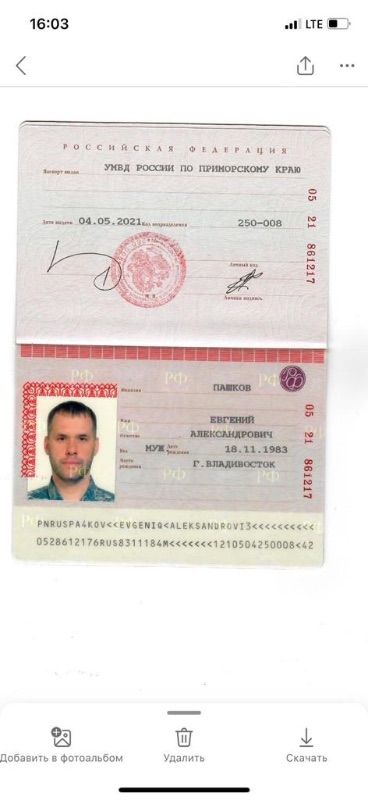 16:03
LTE
РОССИЙСКАЯ ФЕДЕРАЦИЯ
Паспорт выдан УМВД РОССИИ ПО ПРИМОРСКОМУ КРАЮ
Дата выдачи 04.05.2021 Код подразделения 250-008
Личный код
Личная подпись
05 21 861217
Фамилия ПАШКОВ
Имя ЕВГЕНИЙ
Отчество АЛЕКСАНДРОВИЧ
Пол МУЖ Дата рождения 18.11.1983
Место рождения Г.ВЛАДИВОСТОК
05 21 861217
PNRUSPA4KOV<<EVGENIQ<ALEKSANDROVI3<<<<<<<<<<
0528612176RUS8311184M<<<<<<<1210504250008<42
Добавить в фотоальбом
Удалить
Скачать